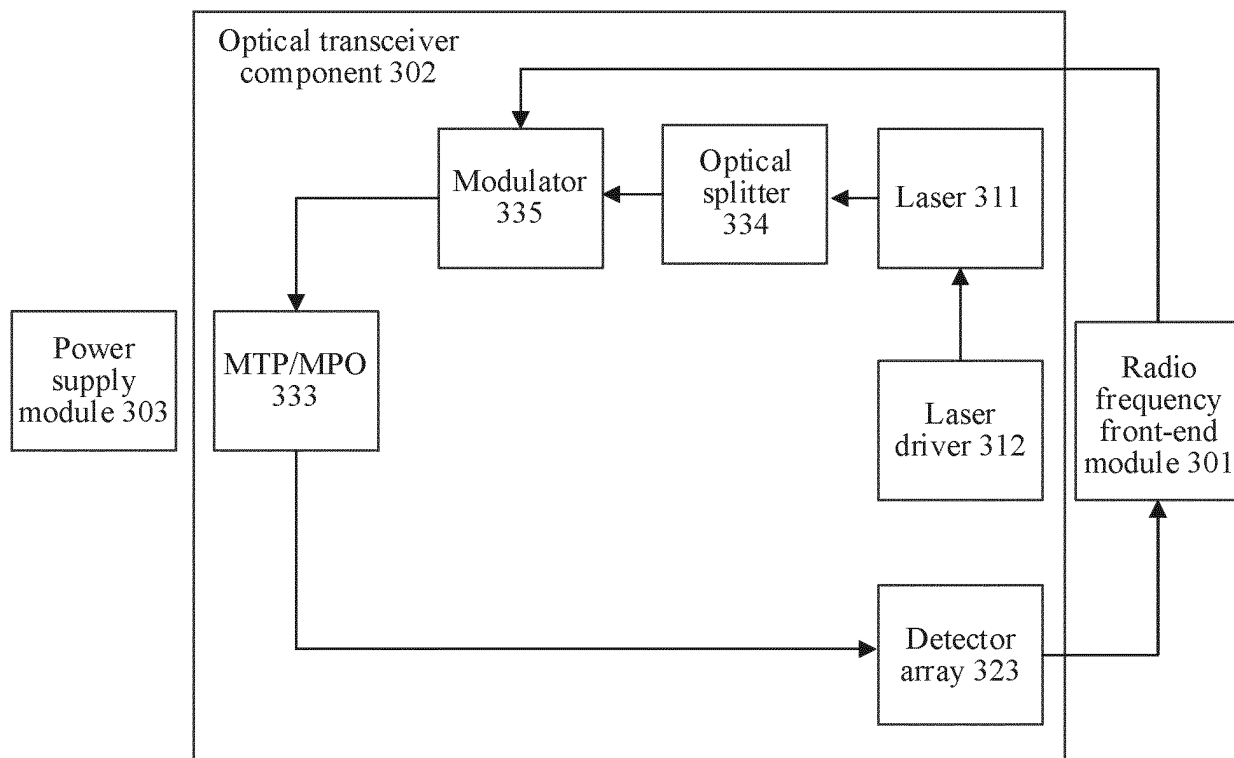 Optical transceiver
component 302
Modulator
335
Optical
splitter
334
Laser 311
Power
supply
module 303
MTP/MPO
333
Laser
driver 312
Radio
frequency
front-end
module 301
Detector
array 323